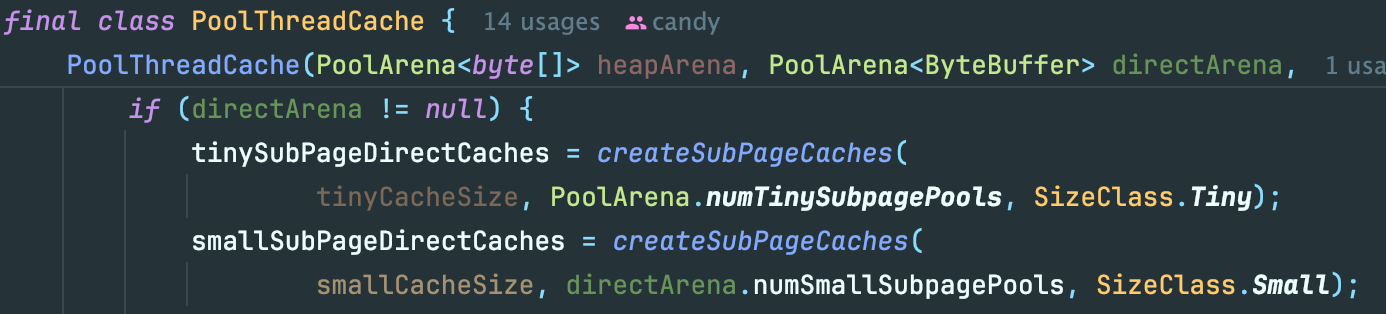 final class PoolThreadCache { 14 usages candy
PoolThreadCache(PoolArena<byte[]> heapArena, PoolArena<ByteBuffer> directArena, 1 usa
if (directArena != null) {
tinySubPageDirectCaches = createSubPageCaches(
tinyCacheSize, PoolArena.numTinySubpagePools, SizeClass.Tiny);
smallSubPageDirectCaches = createSubPageCaches(
smallCacheSize, directArena.numSmallSubpagePools, SizeClass.Small);